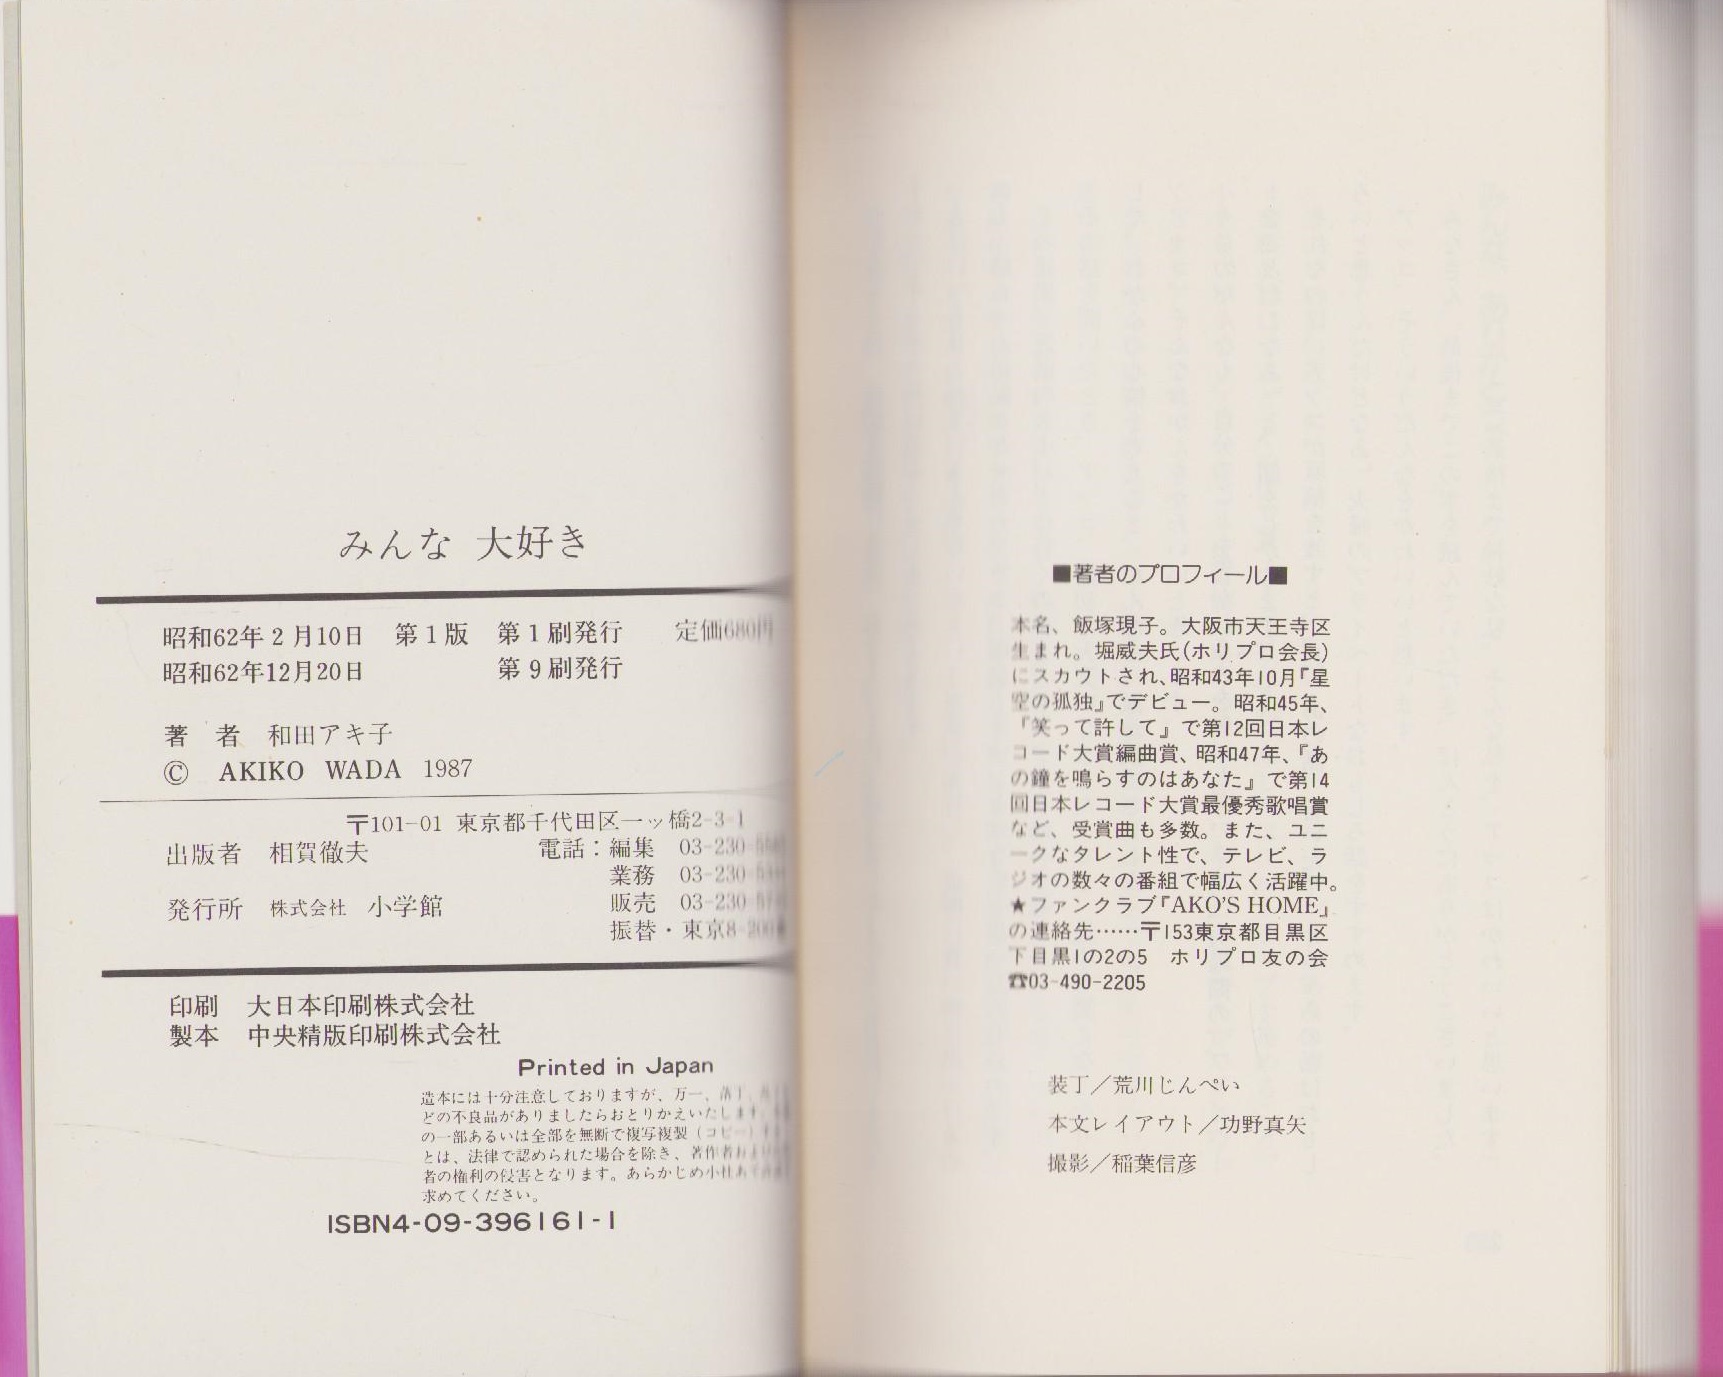 みんな 大好き
昭和62年2月10日 第1版 第1刷発行 定価680円
昭和62年12月20日 第9刷発行
著 者 和田アキ子
© AKIKO WADA 1987
〒101-01 東京都千代田区一ッ橋2-3-1
出版者 相賀徹夫 電話：編集 03-230-
業務 03-230-
発行所 株式会社 小学館 販売 03-230-
振替・東京8-200
印刷 大日本印刷株式会社
製本 中央精版印刷株式会社
Printed in Japan
造本には十分注意しておりますが、万一、落丁、
どの不良品がありましたらおとりかえいたします。
の一部あるいは全部を無断で複写複製（コピー）
とは、法律で認められた場合を除き、著作者および
者の権利の侵害となります。あらかじめ小社あて
求めてください。
ISBN4-09-396161-1
■著者のプロフィール■
本名、飯塚現子。大阪市天王寺区
生まれ。堀威夫氏(ホリプロ会長)
にスカウトされ、昭和43年10月『星
空の孤独』でデビュー。昭和45年、
『笑って許して』で第12回日本レ
コード大賞編曲賞、昭和47年、『あ
の鐘を鳴らすのはあなた』で第14
回日本レコード大賞最優秀歌唱賞
など、受賞曲も多数。また、ユニ
ークなタレント性で、テレビ、ラ
ジオの数々の番組で幅広く活躍中。
★ファンクラブ『AKO'S HOME』
の連絡先……〒153東京都目黒区
下目黒1の2の5 ホリプロ友の会
☎03-490-2205
装丁／荒川じんぺい
本文レイアウト／功野真矢
撮影／稲葉信彦